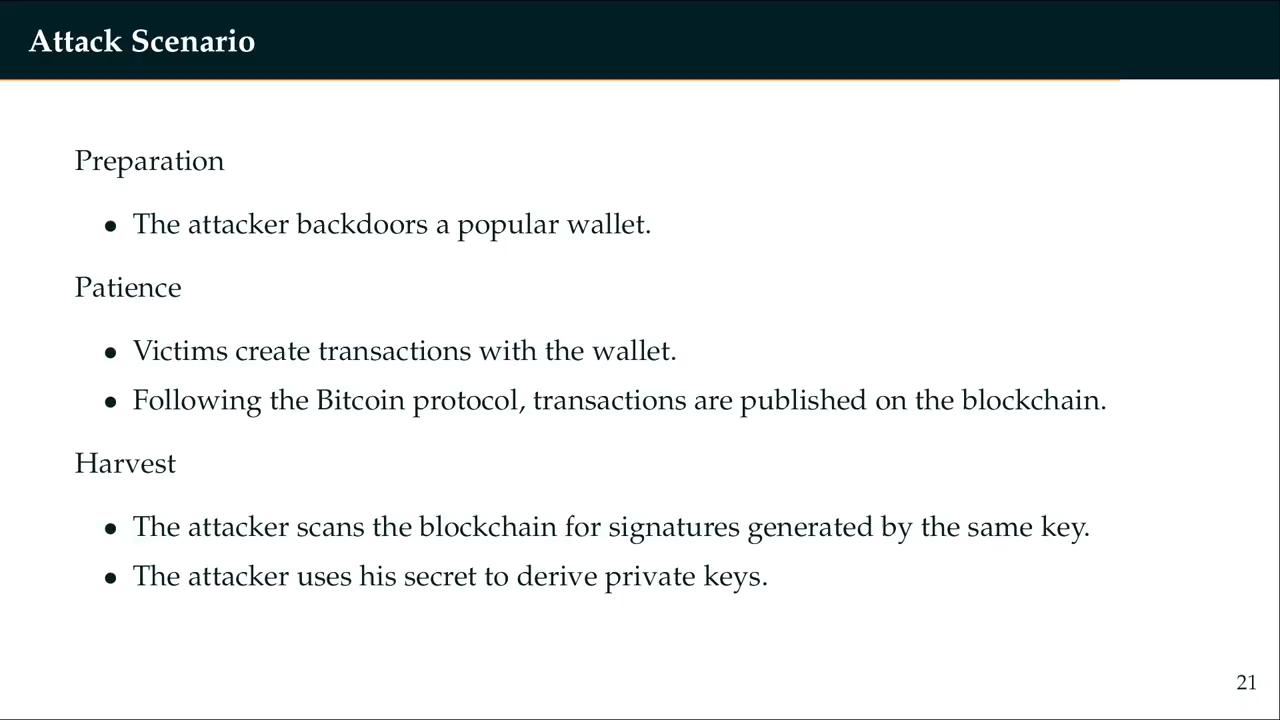 Attack Scenario
Preparation
• The attacker backdoors a popular wallet.
Patience
• Victims create transactions with the wallet.
• Following the Bitcoin protocol, transactions are published on the blockchain.
Harvest
• The attacker scans the blockchain for signatures generated by the same key.
• The attacker uses his secret to derive private keys.
21